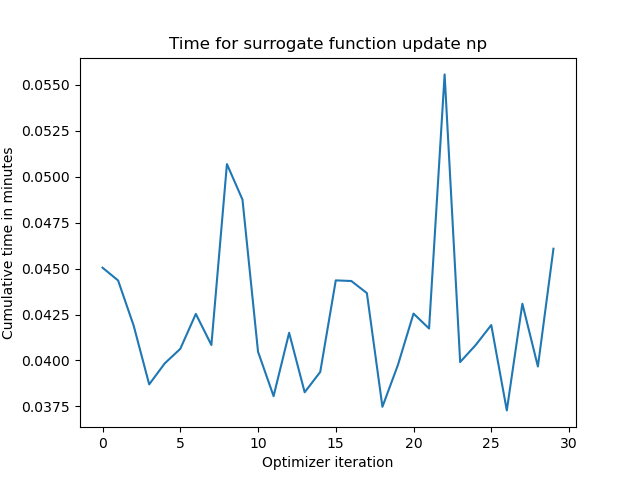 Time for surrogate function update np
0.0550
0.0525
0.0500
0.0475
0.0450
0.0425
0.0400
0.0375
Cumulative time in minutes
0 5 10 15 20 25 30
Optimizer iteration